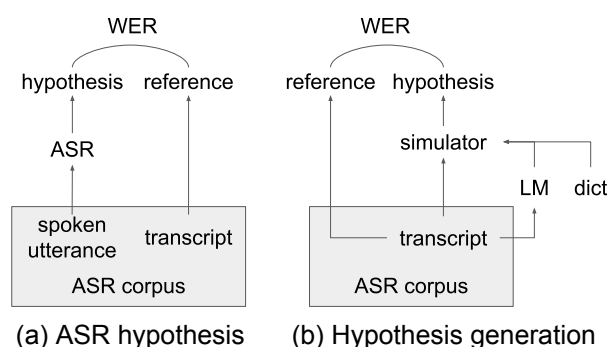 WER
hypothesis reference
ASR
spoken
utterance
transcript
ASR corpus
(a) ASR hypothesis
WER
reference hypothesis
simulator
LM dict
transcript
ASR corpus
(b) Hypothesis generation